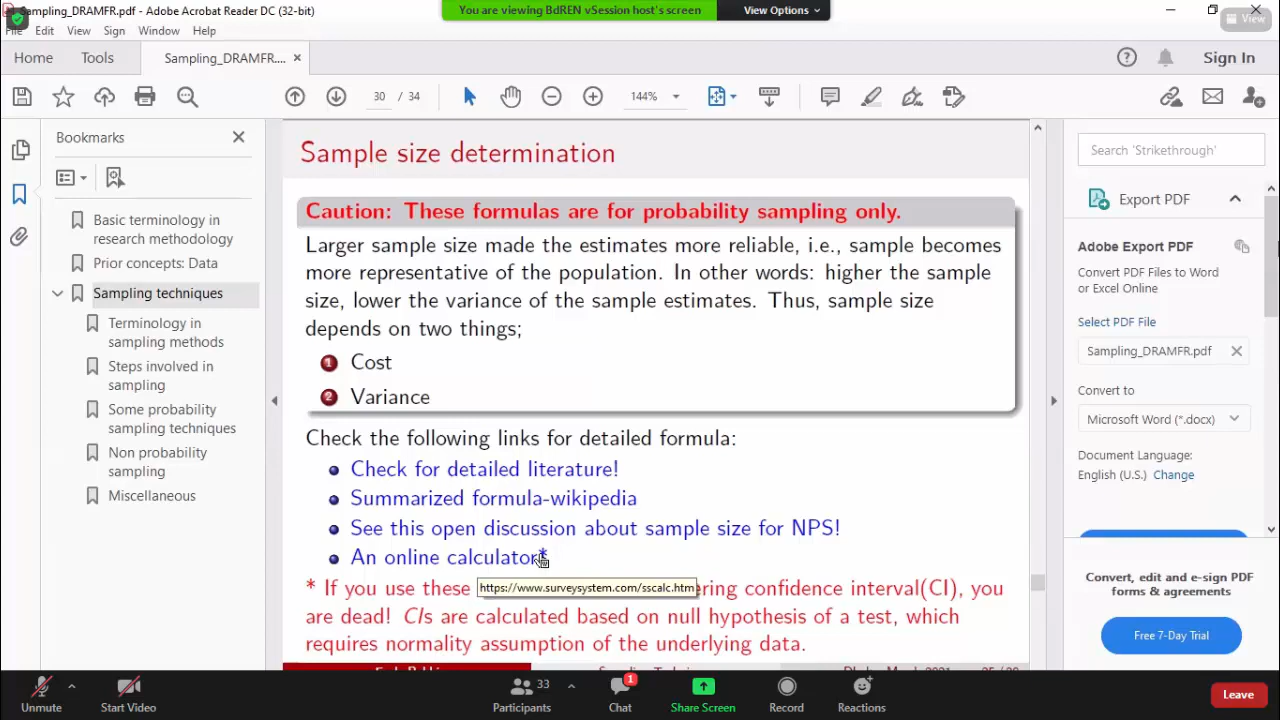 Sampling_DRAMFR.pdf - Adobe Acrobat Reader DC (32-bit)
You are viewing BdREN vSession host's screen
View Options
View
File Edit View Sign Window Help
Home Tools Sampling_DRAMFR.... ×
Sign In
30 / 34
144%
Bookmarks
Basic terminology in
research methodology
Prior concepts: Data
Sampling techniques
Terminology in
sampling methods
Steps involved in
sampling
Some probability
sampling techniques
Non probability
sampling
Miscellaneous
Sample size determination
Caution: These formulas are for probability sampling only.
Larger sample size made the estimates more reliable, i.e., sample becomes
more representative of the population. In other words: higher the sample
size, lower the variance of the sample estimates. Thus, sample size
depends on two things;
1 Cost
2 Variance
Check the following links for detailed formula:
Check for detailed literature!
Summarized formula-wikipedia
See this open discussion about sample size for NPS!
An online calculator*
https://www.surveysystem.com/sscalc.htm
* If you use these ering confidence interval(CI), you
are dead! CIs are calculated based on null hypothesis of a test, which
requires normality assumption of the underlying data.
Search 'Strikethrough'
Export PDF
Adobe Export PDF
Convert PDF Files to Word
or Excel Online
Select PDF File
Sampling_DRAMFR.pdf
Convert to
Microsoft Word (*.docx)
Document Language:
English (U.S.) Change
Convert, edit and e-sign PDF
forms & agreements
Free 7-Day Trial
Unmute
Start Video
33
Participants
1
Chat
Share Screen
Record
Reactions
Leave